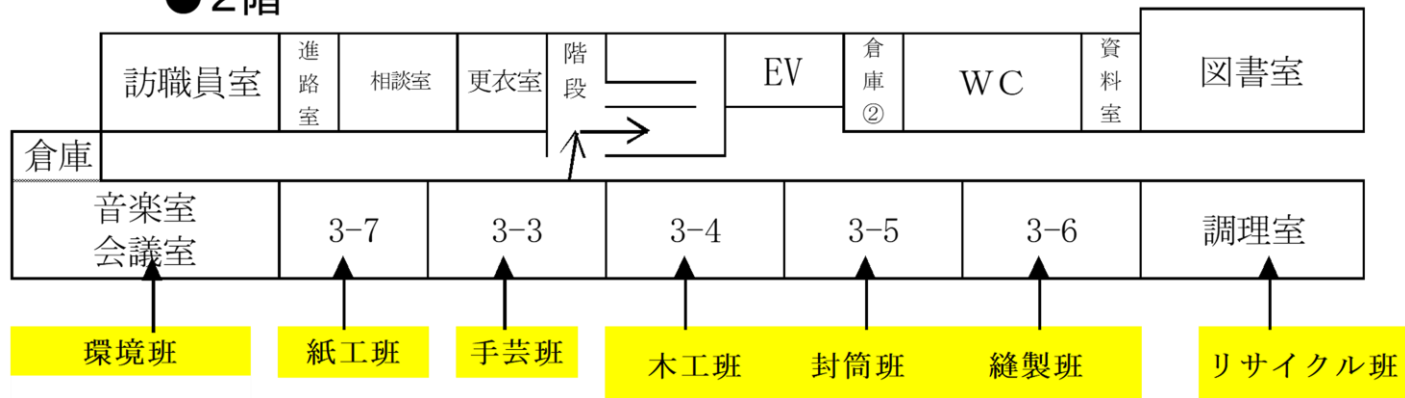 ●2階
訪職員室
進路室
相談室
更衣室
階段
EV
倉庫②
WC
資料室
図書室
倉庫
音楽室
会議室
3-7
3-3
3-4
3-5
3-6
調理室
環境班
紙工班
手芸班
木工班
封筒班
縫製班
リサイクル班